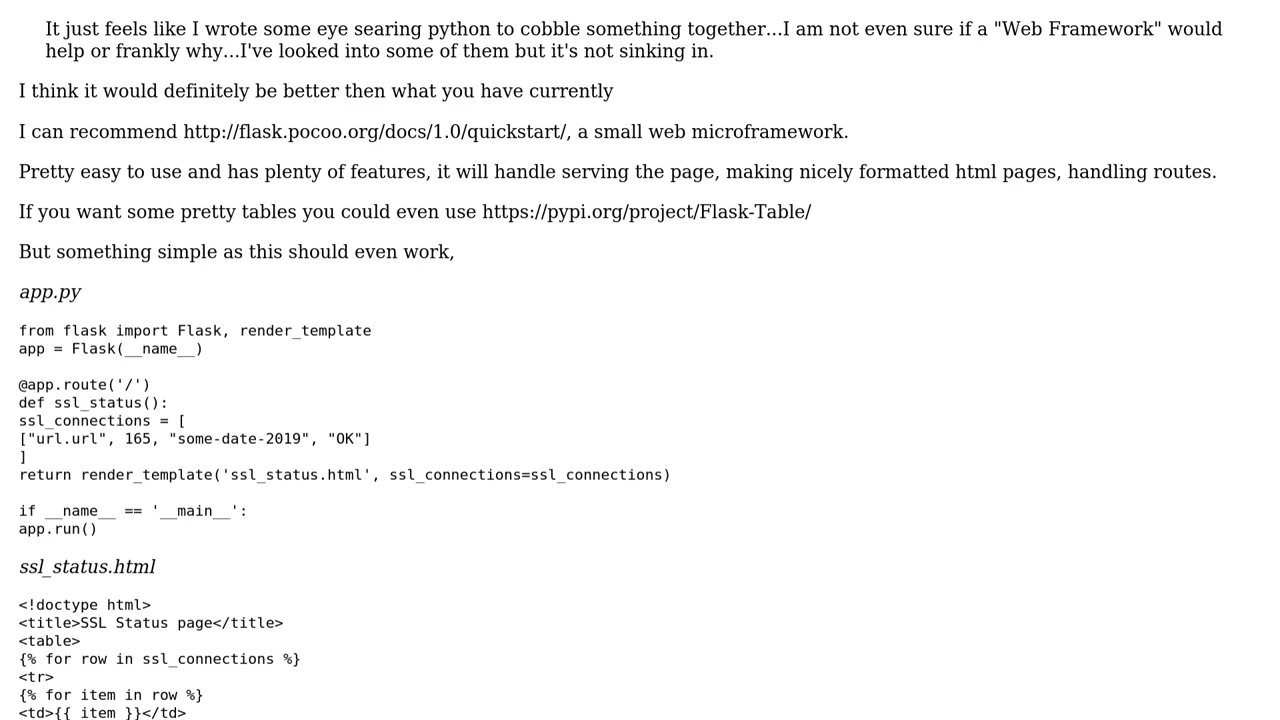 It just feels like I wrote some eye searing python to cobble something together...I am not even sure if a "Web Framework" would
help or frankly why...I've looked into some of them but it's not sinking in.
I think it would definitely be better then what you have currently
I can recommend http://flask.pocoo.org/docs/1.0/quickstart/, a small web microframework.
Pretty easy to use and has plenty of features, it will handle serving the page, making nicely formatted html pages, handling routes.
If you want some pretty tables you could even use https://pypi.org/project/Flask-Table/
But something simple as this should even work,
app.py
from flask import Flask, render_template
app = Flask(__name__)
@app.route('/')
def ssl_status():
ssl_connections = [
["url.url", 165, "some-date-2019", "OK"]
]
return render_template('ssl_status.html', ssl_connections=ssl_connections)
if __name__ == '__main__':
app.run()
ssl_status.html
<!doctype html>
<title>SSL Status page</title>
<table>
{% for row in ssl_connections %}
<tr>
{% for item in row %}
<td>{{ item }}</td>